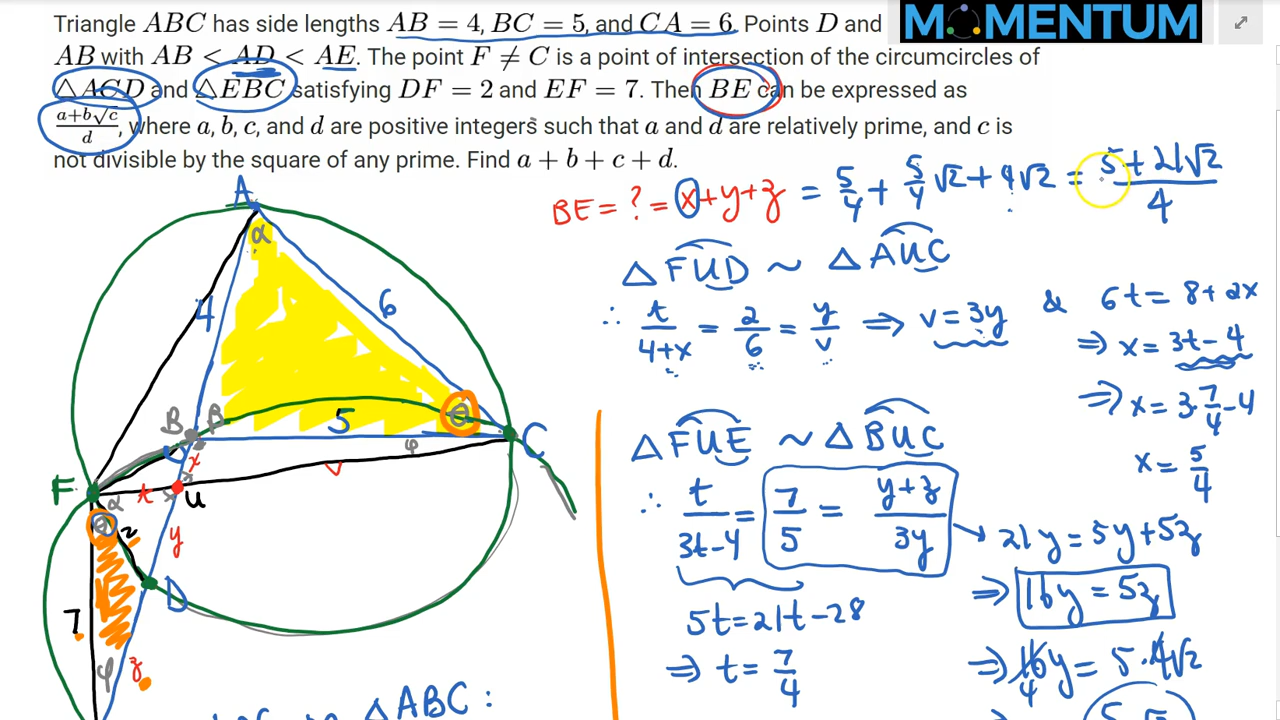 Triangle ABC has side lengths AB = 4, BC = 5, and CA = 6. Points D and
MOMENTUM
AB with AB < AD < AE. The point F ≠ C is a point of intersection of the circumcircles of
△ACD and △EBC satisfying DF = 2 and EF = 7. Then BE can be expressed as
(a+b√c)/d, where a, b, c, and d are positive integers such that a and d are relatively prime, and c is
not divisible by the square of any prime. Find a + b + c + d.
BE = ? = x+y+z = 5/4 + 5/4 √2 + 4√2 = (5+21√2)/4
△FUD ~ △AUC
∴ t/(4+x) = 2/6 = y/v ⇒ v=3y & 6t = 8+2x
⇒ x = 3t-4
⇒ x = 3·7/4-4
x = 5/4
△FUE ~ △BUC
∴ t/(3t-4) = 7/5 = (y+z)/3y
21y = 5y+5z
⇒ 16y = 5z
5t = 21t-28
⇒ t = 7/4
⇒ 16y = 5·4√2
4
A
α
4
6
B
β
5
θ
C
φ
x
v
F
t
U
α
θ
2
y
D
7
φ
z
△ABC :